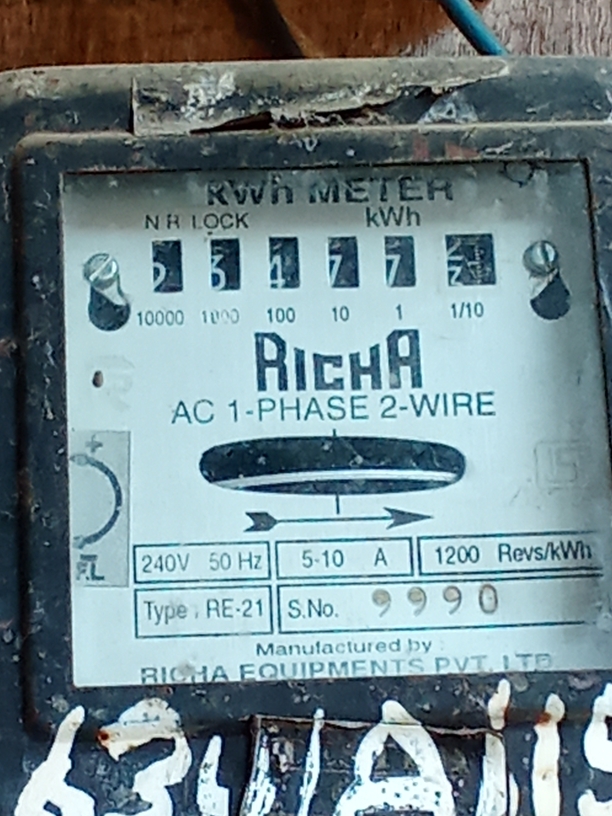 kWh METER
N R LOCK kWh
2 3 4 7 7
10000 1000 100 10 1 1/10
RICHA
AC 1-PHASE 2-WIRE
+
F.L
240V 50 Hz 5-10 A 1200 Revs/kWh
Type : RE-21 S.No. 9990
Manufactured by :
RICHA EQUIPMENTS PVT. LTD